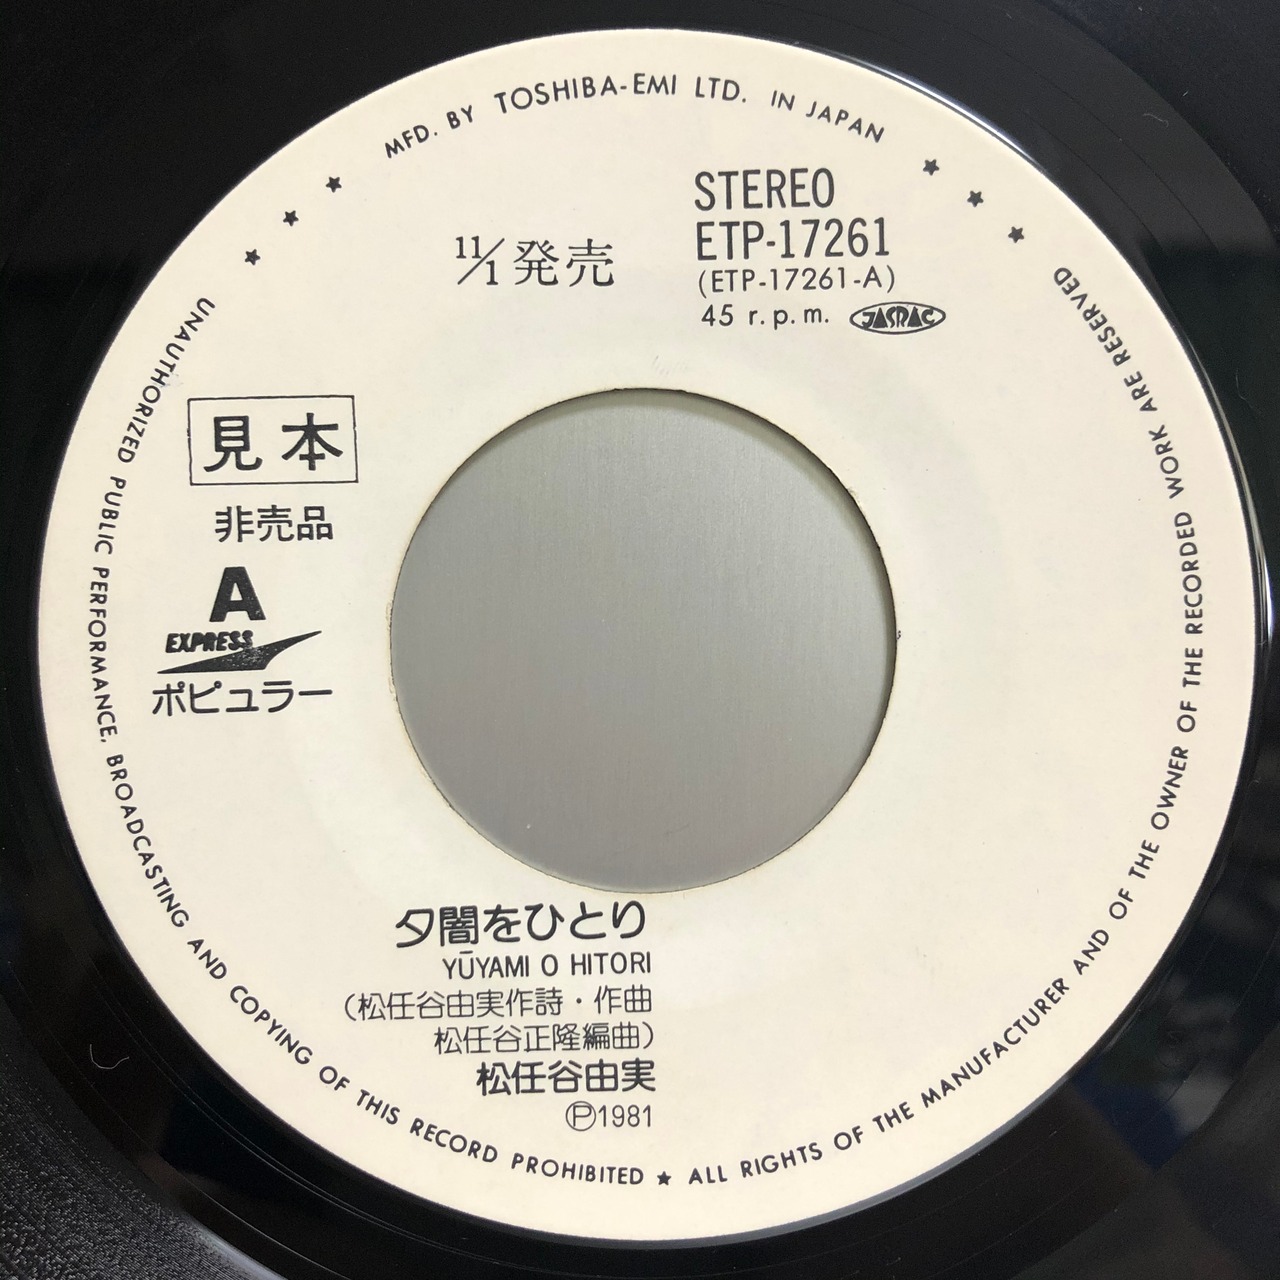 MFD. BY TOSHIBA-EMI LTD. IN JAPAN
STEREO
ETP-17261
(ETP-17261-A)
45 r.p.m. JASRAC
11/1発売
見本
非売品
A
EXPRESS
ポピュラー
夕闇をひとり
YŪYAMI O HITORI
(松任谷由実作詩・作曲
松任谷正隆編曲)
松任谷由実
Ⓟ1981
UNAUTHORIZED PUBLIC PERFORMANCE, BROADCASTING AND COPYING OF THIS RECORD PROHIBITED ★ ALL RIGHTS OF THE MANUFACTURER AND OF THE OWNER OF THE RECORDED WORK ARE RESERVED